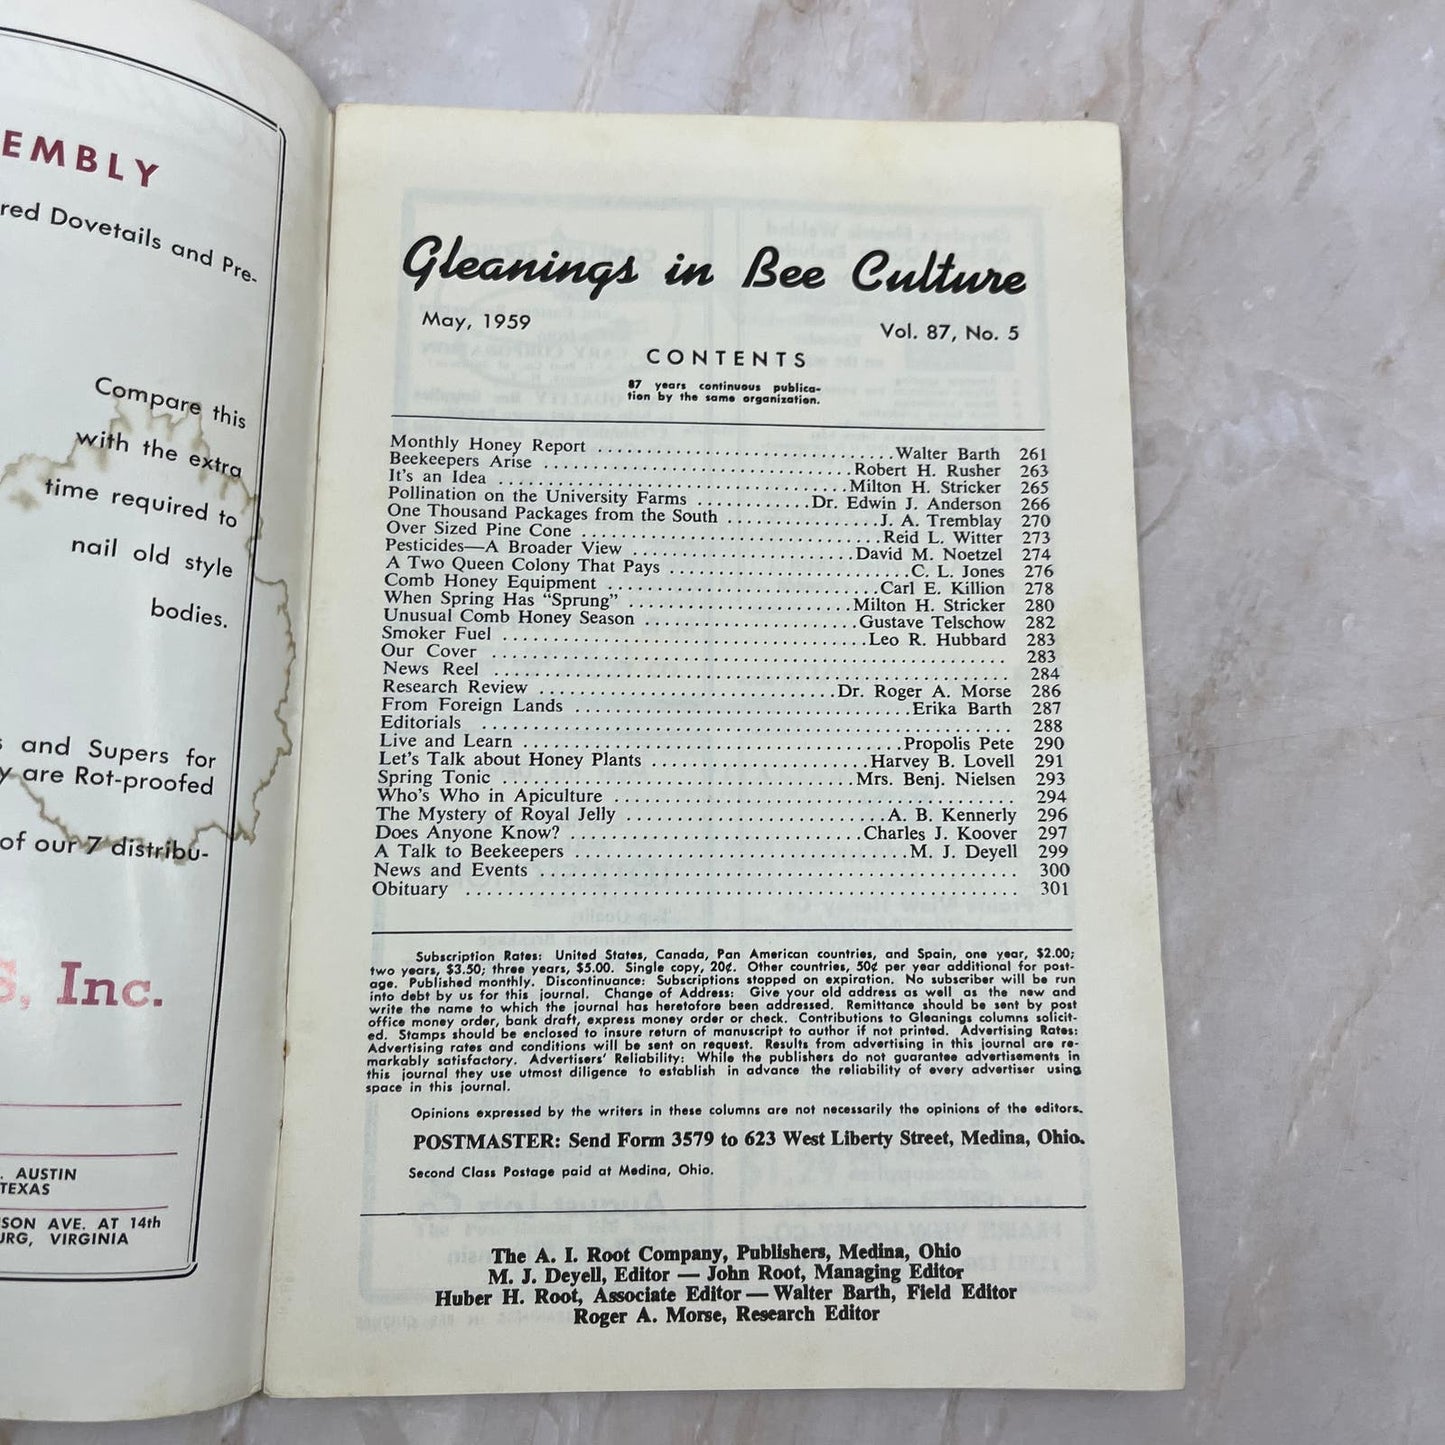 EMBLY
red Dovetails and Pre-
Compare this
with the extra
time required to
nail old style
bodies.
and Supers for
y are Rot-proofed
of our 7 distribu-
S, Inc.
. AUSTIN
TEXAS
SON AVE. AT 14th
URG, VIRGINIA
Gleanings in Bee Culture
May, 1959 Vol. 87, No. 5
CONTENTS
87 years continuous publica-
tion by the same organization.
Monthly Honey Report ..... Walter Barth 261
Beekeepers Arise ..... Robert H. Rusher 263
It's an Idea ..... Milton H. Stricker 265
Pollination on the University Farms ..... Dr. Edwin J. Anderson 266
One Thousand Packages from the South ..... J. A. Tremblay 270
Over Sized Pine Cone ..... Reid L. Witter 273
Pesticides—A Broader View ..... David M. Noetzel 274
A Two Queen Colony That Pays ..... C. L. Jones 276
Comb Honey Equipment ..... Carl E. Killion 278
When Spring Has "Sprung" ..... Milton H. Stricker 280
Unusual Comb Honey Season ..... Gustave Telschow 282
Smoker Fuel ..... Leo R. Hubbard 283
Our Cover ..... 283
News Reel ..... 284
Research Review ..... Dr. Roger A. Morse 286
From Foreign Lands ..... Erika Barth 287
Editorials ..... 288
Live and Learn ..... Propolis Pete 290
Let's Talk about Honey Plants ..... Harvey B. Lovell 291
Spring Tonic ..... Mrs. Benj. Nielsen 293
Who's Who in Apiculture ..... 294
The Mystery of Royal Jelly ..... A. B. Kennerly 296
Does Anyone Know? ..... Charles J. Koover 297
A Talk to Beekeepers ..... M. J. Deyell 299
News and Events ..... 300
Obituary ..... 301
Subscription Rates: United States, Canada, Pan American countries, and Spain, one year, $2.00;
two years, $3.50; three years, $5.00. Single copy, 20¢. Other countries, 50¢ per year additional for post-
age. Published monthly. Discontinuance: Subscriptions stopped on expiration. No subscriber will be run
into debt by us for this journal. Change of Address: Give your old address as well as the new and
write the name to which the journal has heretofore been addressed. Remittance should be sent by post
office money order, bank draft, express money order or check. Contributions to Gleanings columns solicit-
ed. Stamps should be enclosed to insure return of manuscript to author if not printed. Advertising Rates:
Advertising rates and conditions will be sent on request. Results from advertising in this journal are re-
markably satisfactory. Advertisers' Reliability: While the publishers do not guarantee advertisements in
this journal they use utmost diligence to establish in advance the reliability of every advertiser using
space in this journal.
Opinions expressed by the writers in these columns are not necessarily the opinions of the editors.
POSTMASTER: Send Form 3579 to 623 West Liberty Street, Medina, Ohio.
Second Class Postage paid at Medina, Ohio.
The A. I. Root Company, Publishers, Medina, Ohio
M. J. Deyell, Editor — John Root, Managing Editor
Huber H. Root, Associate Editor — Walter Barth, Field Editor
Roger A. Morse, Research Editor